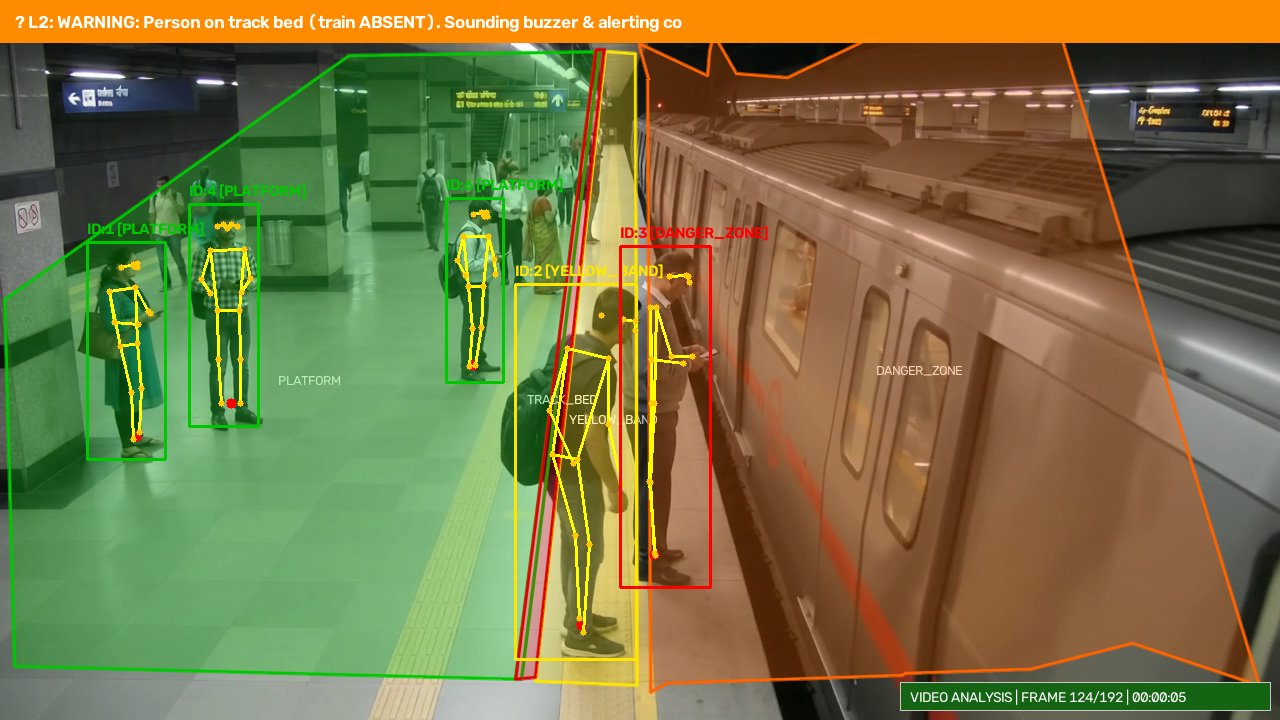 ? L2: WARNING: Person on track bed (train ABSENT). Sounding buzzer & alerting co
ID:4 [PLATFORM]
ID:6 [PLATFORM]
ID:1 [PLATFORM]
ID:3 [DANGER_ZONE]
ID:2 [YELLOW_BAND]
PLATFORM
DANGER_ZONE
TRACK_BED
YELLOW_BAND
VIDEO ANALYSIS | FRAME 124/192 | 00:00:05